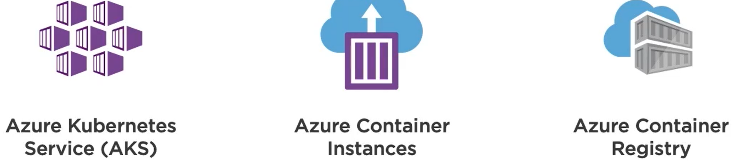 Azure Kubernetes
Service (AKS)
Azure Container
Instances
Azure Container
Registry